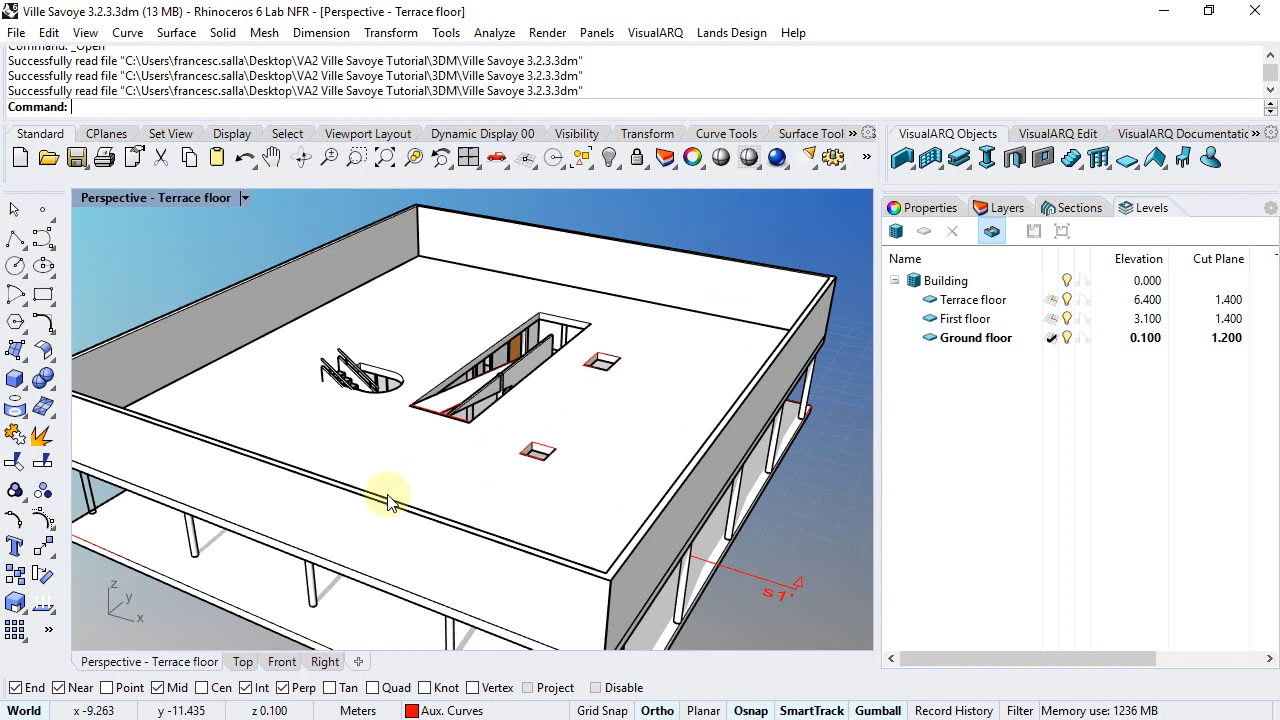 Ville Savoye 3.2.3.3dm (13 MB) - Rhinoceros 6 Lab NFR - [Perspective - Terrace floor]
File Edit View Curve Surface Solid Mesh Dimension Transform Tools Analyze Render Panels VisualARQ Lands Design Help
Command: _Open
Successfully read file "C:\Users\francesc.salla\Desktop\VA2 Ville Savoye Tutorial\3DM\Ville Savoye 3.2.3.3dm"
Successfully read file "C:\Users\francesc.salla\Desktop\VA2 Ville Savoye Tutorial\3DM\Ville Savoye 3.2.3.3dm"
Successfully read file "C:\Users\francesc.salla\Desktop\VA2 Ville Savoye Tutorial\3DM\Ville Savoye 3.2.3.3dm"
Command:
Standard CPlanes Set View Display Select Viewport Layout Dynamic Display 00 Visibility Transform Curve Tools Surface Tool » VisualARQ Objects VisualARQ Edit VisualARQ Documentatic »
Perspective - Terrace floor
Properties Layers Sections Levels
Name Elevation Cut Plane
Building 0.000
Terrace floor 6.400 1.400
First floor 3.100 1.400
Ground floor 0.100 1.200
S1'
z
y
x
Perspective - Terrace floor Top Front Right
End Near Point Mid Cen Int Perp Tan Quad Knot Vertex Project Disable
World x -9.263 y -11.435 z 0.100 Meters Aux. Curves Grid Snap Ortho Planar Osnap SmartTrack Gumball Record History Filter Memory use: 1236 MB